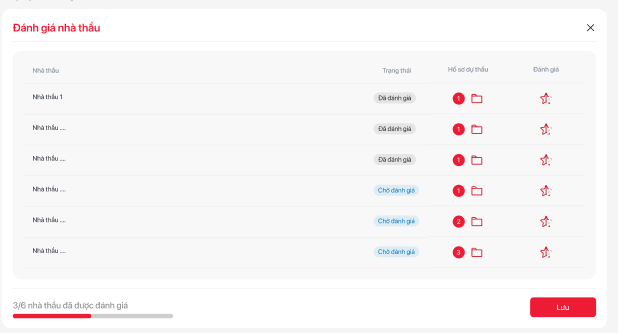 Đánh giá nhà thầu
Nhà thầu Trạng thái Hồ sơ dự thầu Đánh giá
Nhà thầu 1 Đã đánh giá 1
Nhà thầu .... Đã đánh giá 1
Nhà thầu .... Đã đánh giá 1
Nhà thầu .... Chờ đánh giá 1
Nhà thầu .... Chờ đánh giá 2
Nhà thầu .... Chờ đánh giá 3
3/6 nhà thầu đã được đánh giá Lưu